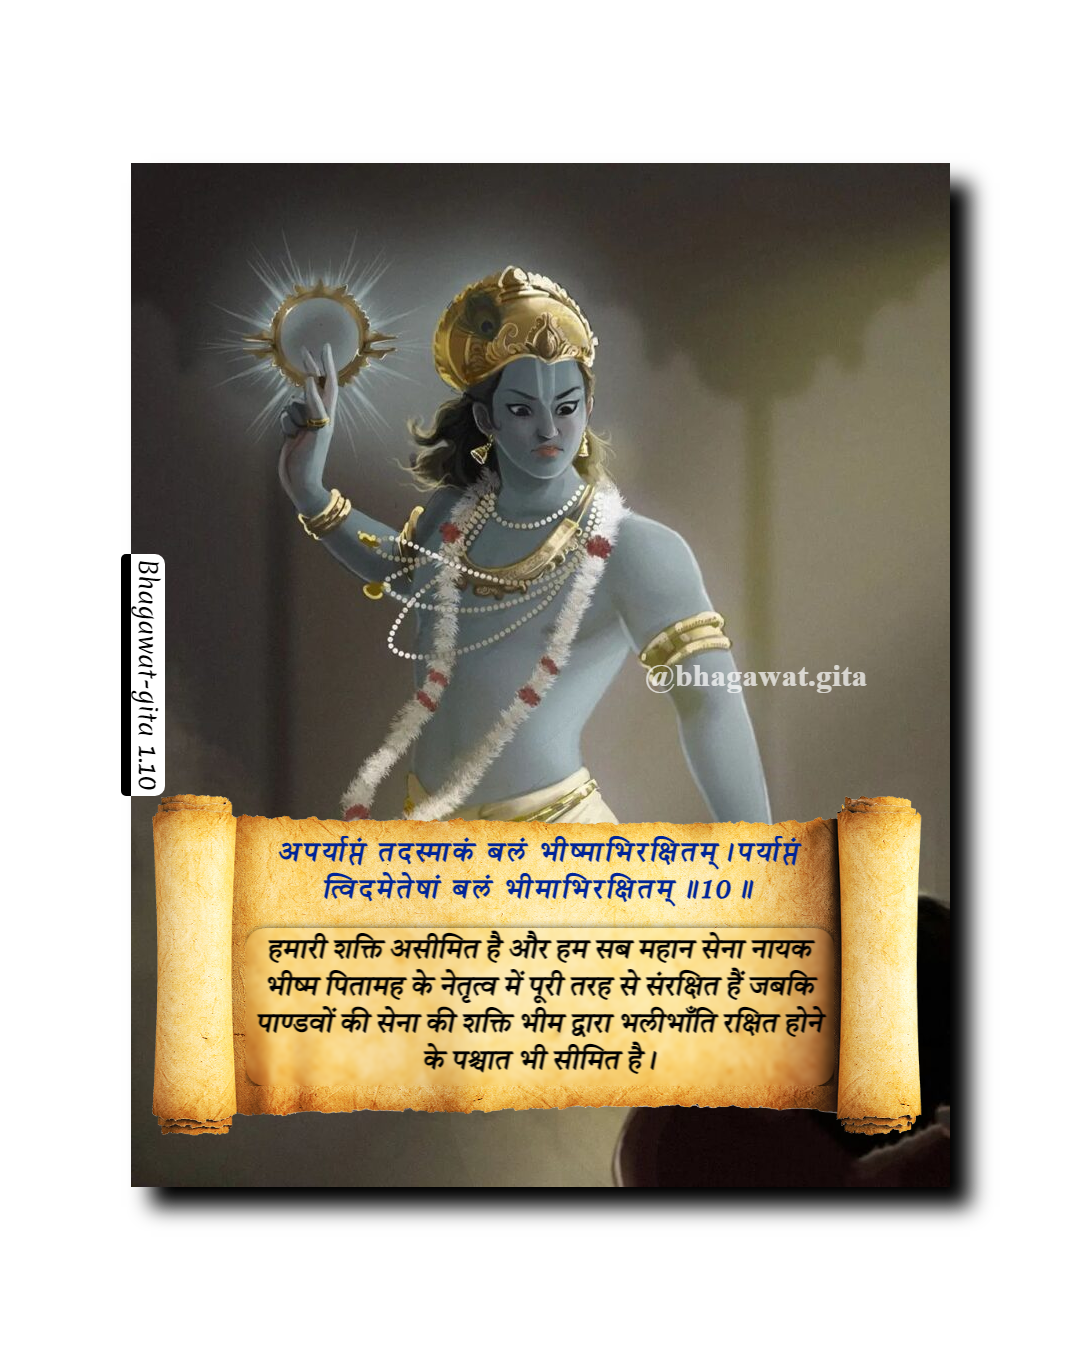 @bhagawat.gita
Bhagawat-gita 1.10
अपर्याप्तं तदस्माकं बलं भीष्माभिरक्षितम् ।पर्याप्तं
त्विदमेतेषां बलं भीमाभिरक्षितम् ॥10॥
हमारी शक्ति असीमित है और हम सब महान सेना नायक
भीष्म पितामह के नेतृत्व में पूरी तरह से संरक्षित हैं जबकि
पाण्डवों की सेना की शक्ति भीम द्वारा भलीभाँति रक्षित होने
के पश्चात भी सीमित है।